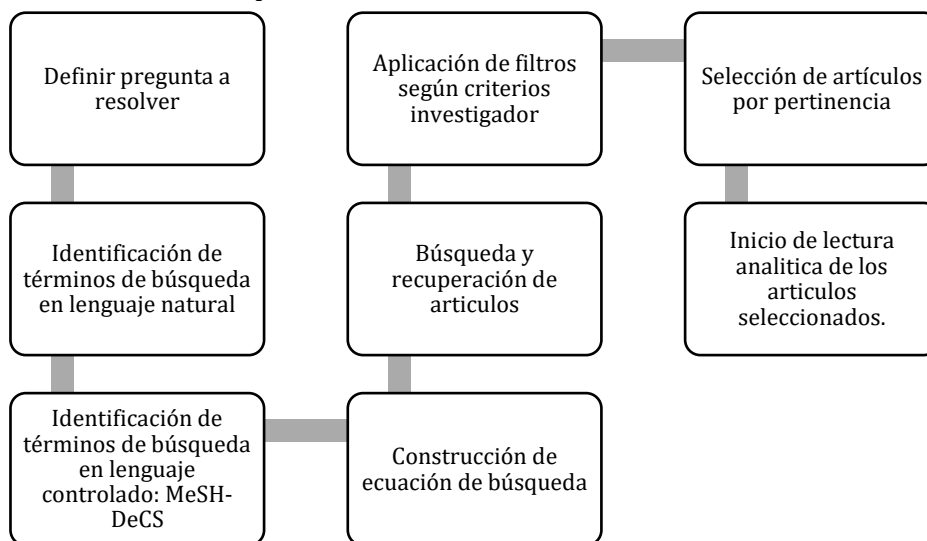 Definir pregunta a
resolver
Identificación de
términos de búsqueda
en lenguaje natural
Identificación de
términos de búsqueda
en lenguaje
controlado: MeSH-
DeCS
Construcción de
ecuación de búsqueda
Búsqueda y
recuperación de
articulos
Aplicación de filtros
según criterios
investigador
Selección de artículos
por pertinencia
Inicio de lectura
analitica de los
articulos
seleccionados.